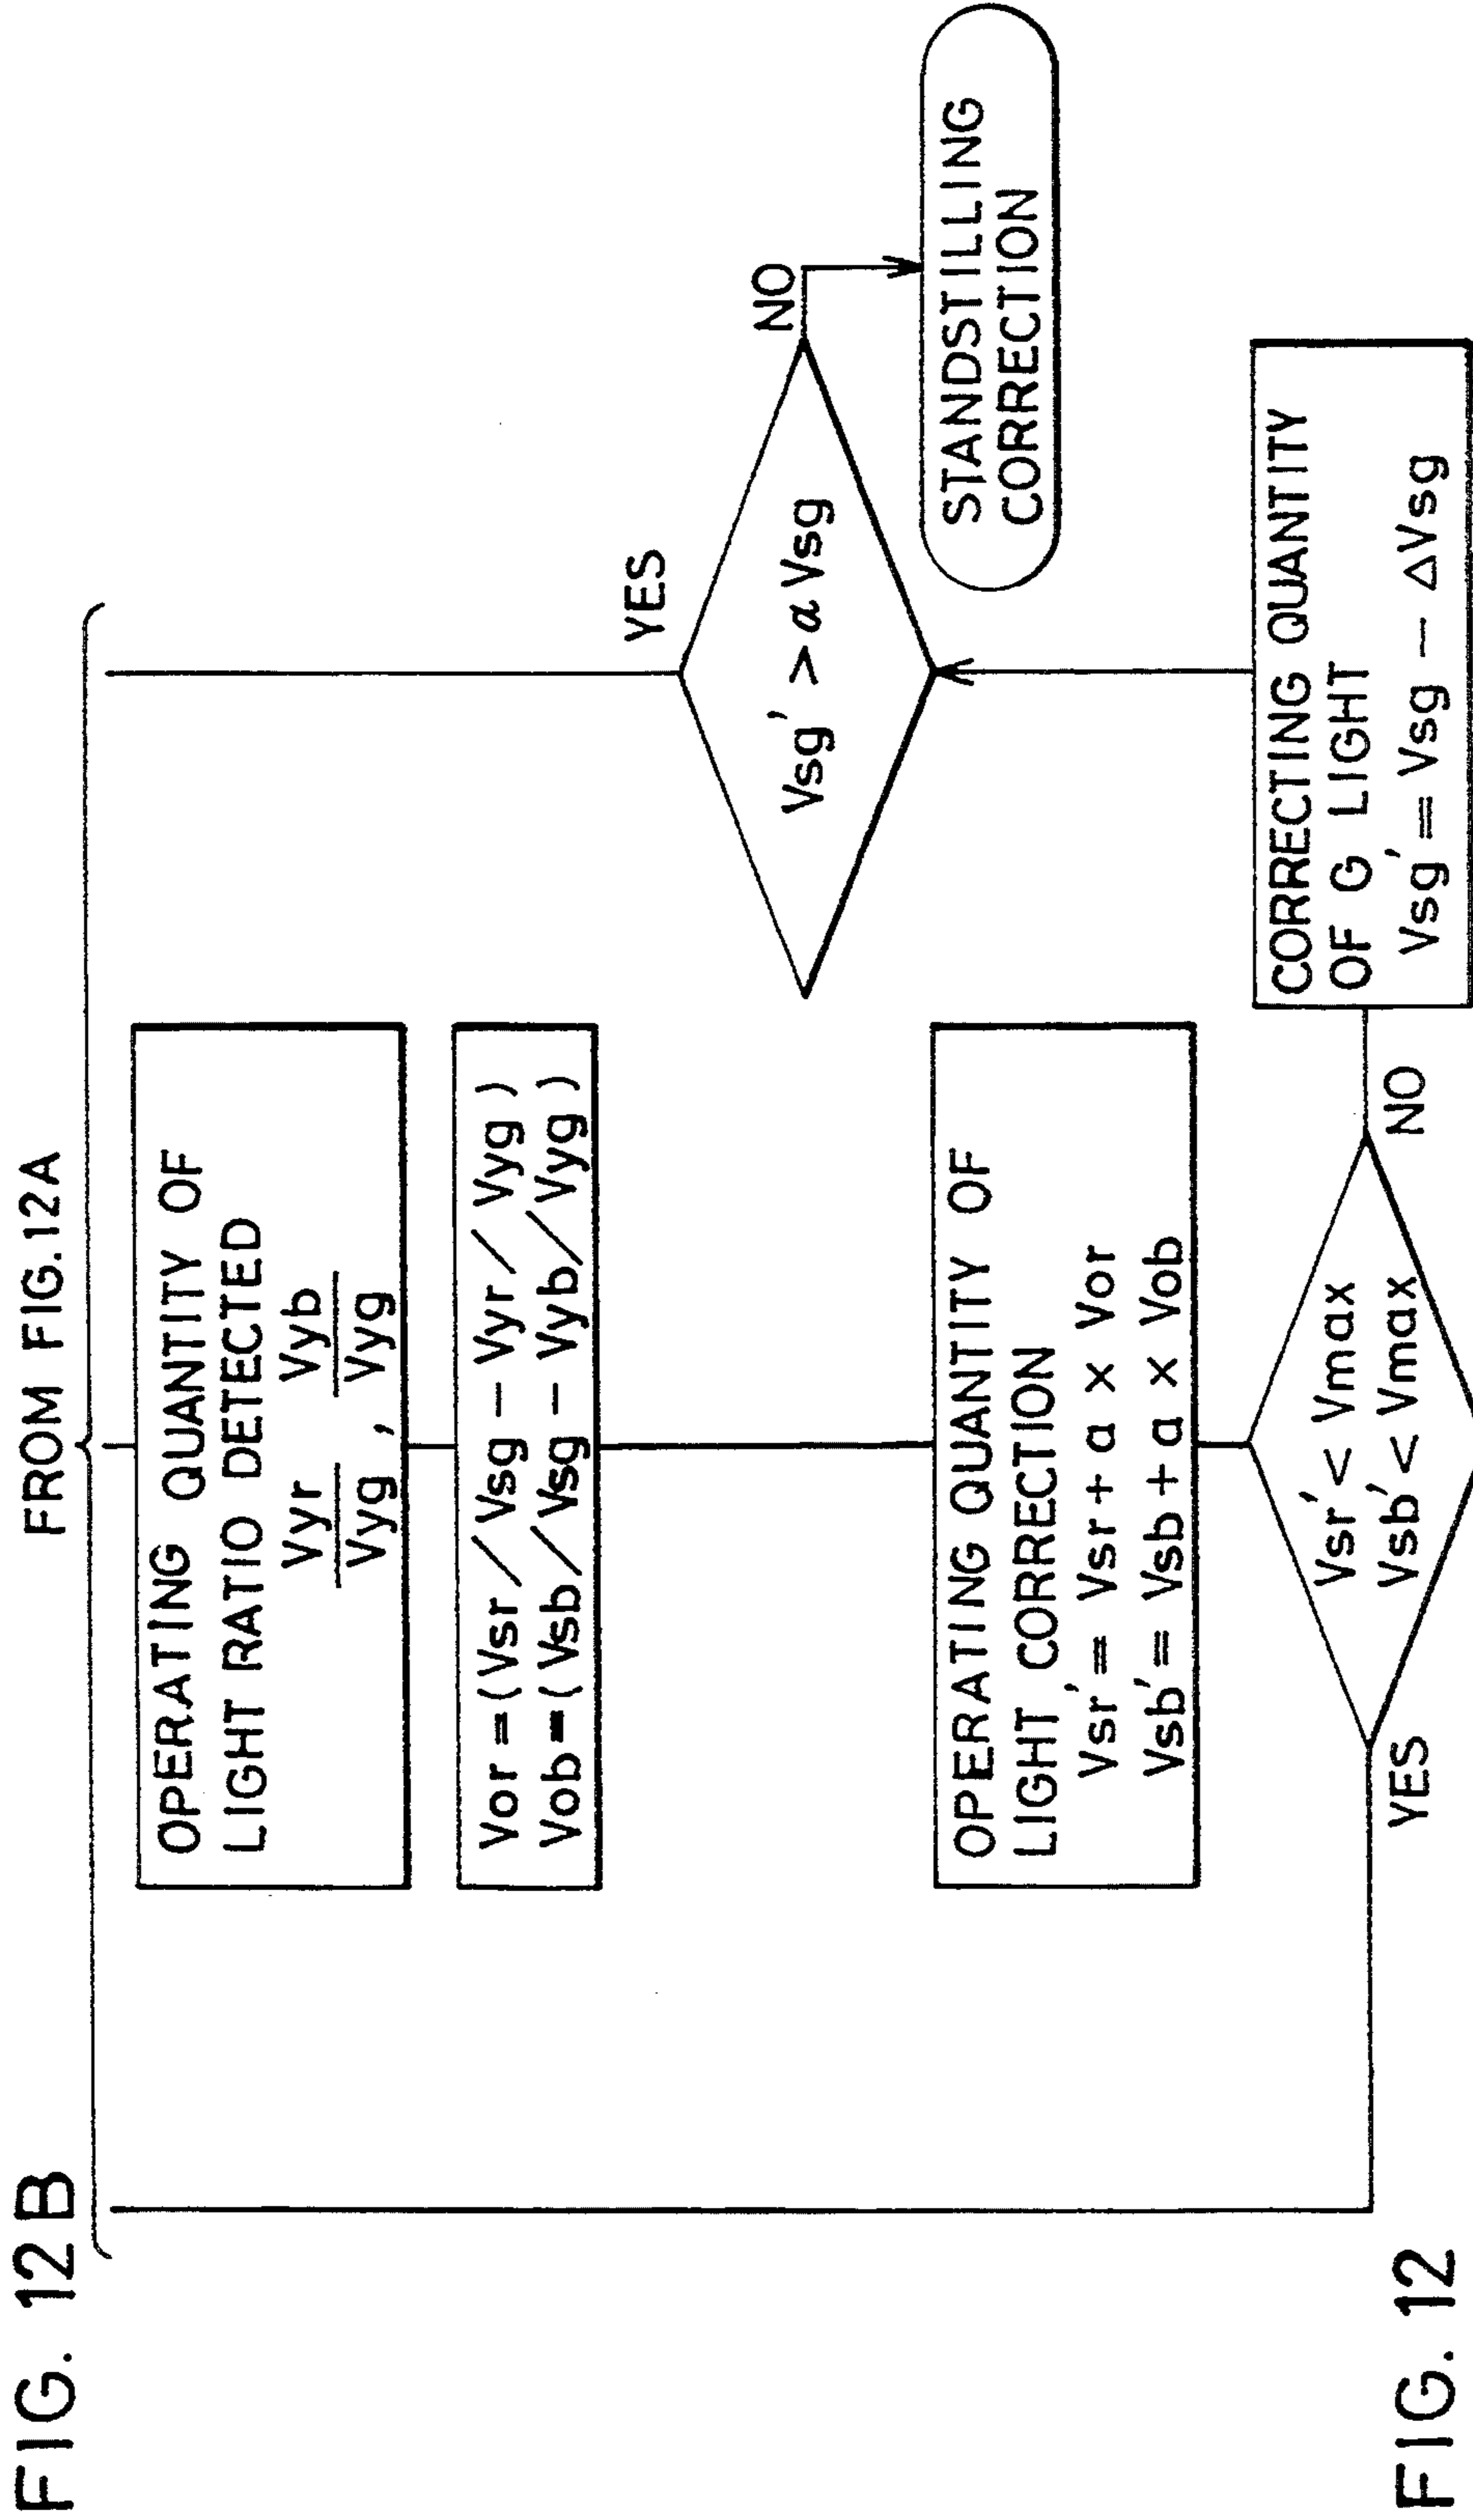 FIG. 12B
FROM FIG.12A
OPERATING QUANTITY OF
LIGHT RATIO DETECTED
Vyr/Vyg , Vyb/Vyg
Vor=(Vsr/Vsg - Vyr/Vyg)
Vob=(Vsb/Vsg - Vyb/Vyg)
YES
Vsg' > a Vsg
NO
STANDSTILLING
CORRECTION
OPERATING QUANTITY OF
LIGHT CORRECTION
Vsr' = Vsr + a x Vor
Vsb' = Vsb + a x Vob
Vsr' < Vmax
Vsb' < Vmax
YES
NO
CORRECTING QUANTITY
OF G LIGHT
Vsg' = Vsg - ΔVsg
FIG. 12